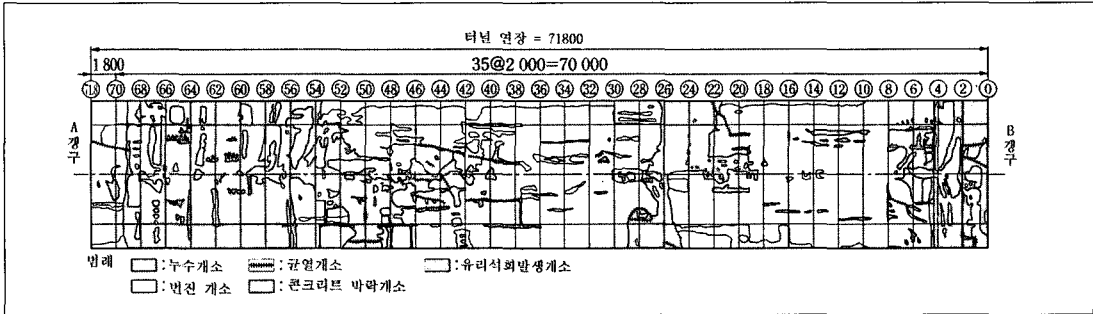 터널 연장 = 71800
1 800 35@2 000=70 000
71.8 70 68 66 64 62 60 58 56 54 52 50 48 46 44 42 40 38 36 34 32 30 28 26 24 22 20 18 16 14 12 10 8 6 4 2 0
A갱구
B갱구
범례 : 누수개소 : 균열개소 : 유리석회발생개소
: 번진 개소 : 콘크리트 박락개소